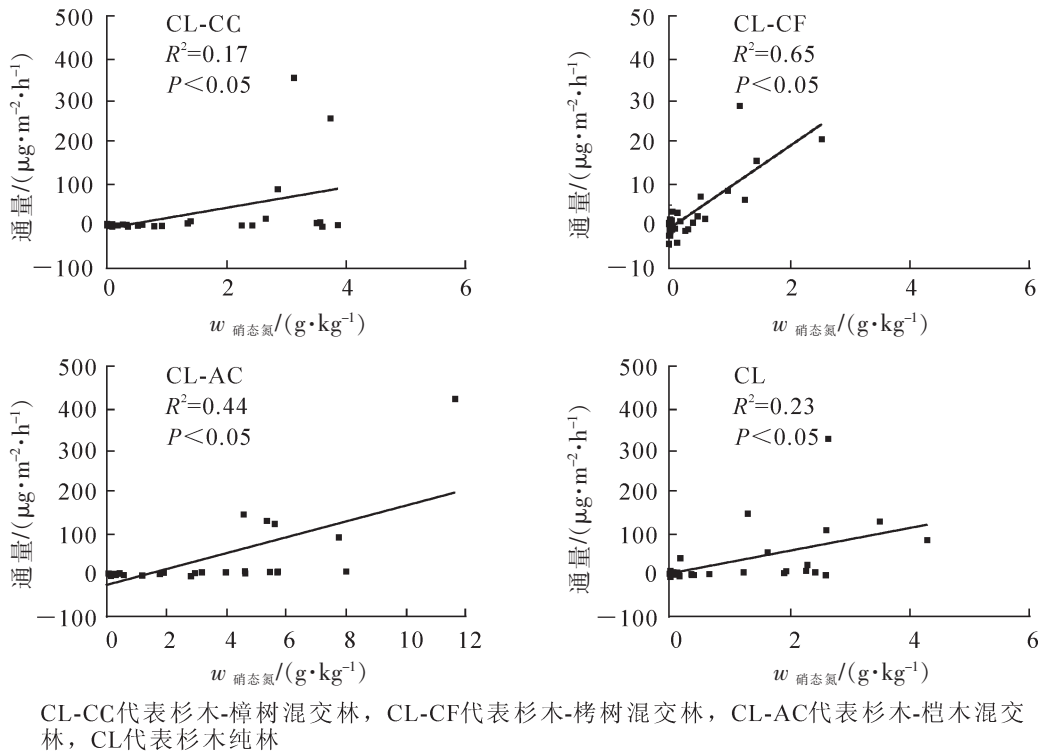 500
400
300
200
100
0
－100
通量/(μg·m⁻²·h⁻¹)
CL-CC
R²=0.17
P＜0.05
0 2 4 6
w 硝态氮/(g·kg⁻¹)
50
40
30
20
10
0
－10
通量/(μg·m⁻²·h⁻¹)
CL-CF
R²=0.65
P＜0.05
0 2 4 6
w 硝态氮/(g·kg⁻¹)
500
400
300
200
100
0
－100
通量/(μg·m⁻²·h⁻¹)
CL-AC
R²=0.44
P＜0.05
0 2 4 6 8 10 12
w 硝态氮/(g·kg⁻¹)
500
400
300
200
100
0
－100
通量/(μg·m⁻²·h⁻¹)
CL
R²=0.23
P＜0.05
0 2 4 6
w 硝态氮/(g·kg⁻¹)
CL-CC代表杉木-樟树混交林，CL-CF代表杉木-栲树混交林，CL-AC代表杉木-桤木混交
林，CL代表杉木纯林